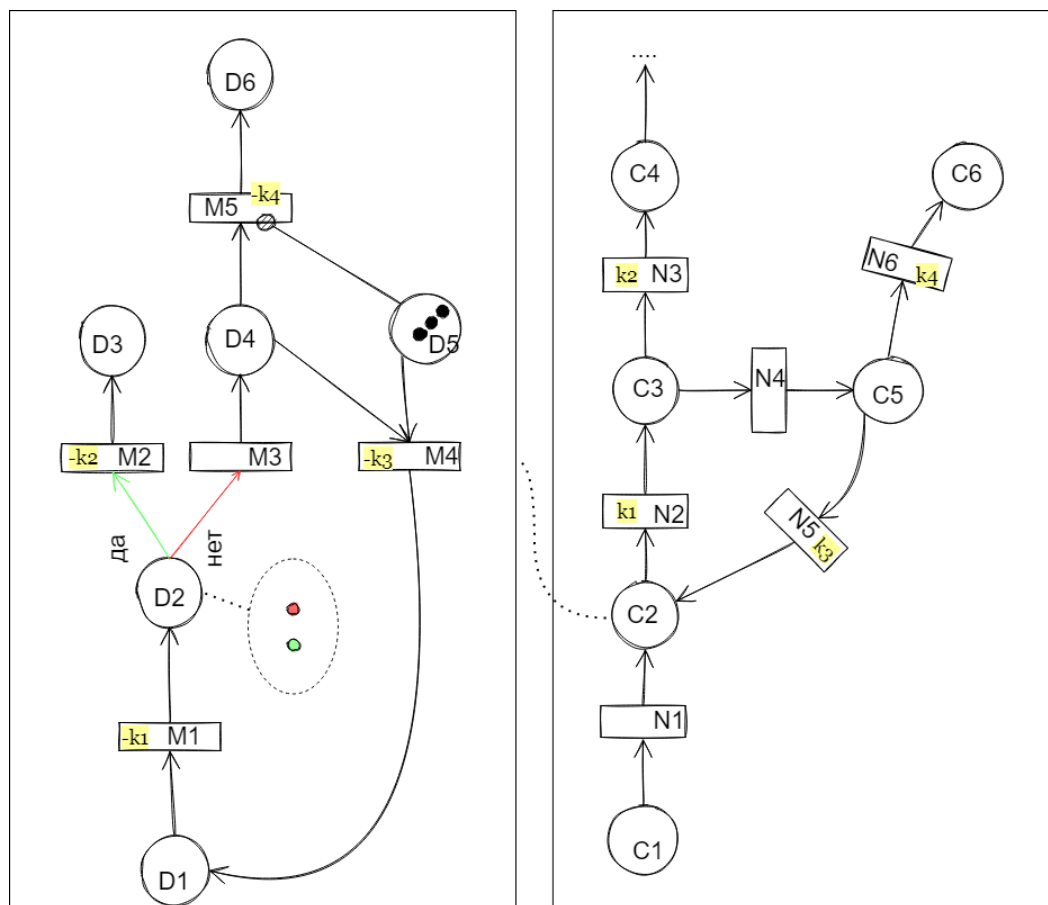 D6
-k4
M5
D3
D4
D5
-k2 M2
M3
-k3 M4
да
нет
D2
-k1 M1
D1
....
C4
C6
k2 N3
N6
k4
C3
N4
C5
k1 N2
N5 k3
C2
N1
C1